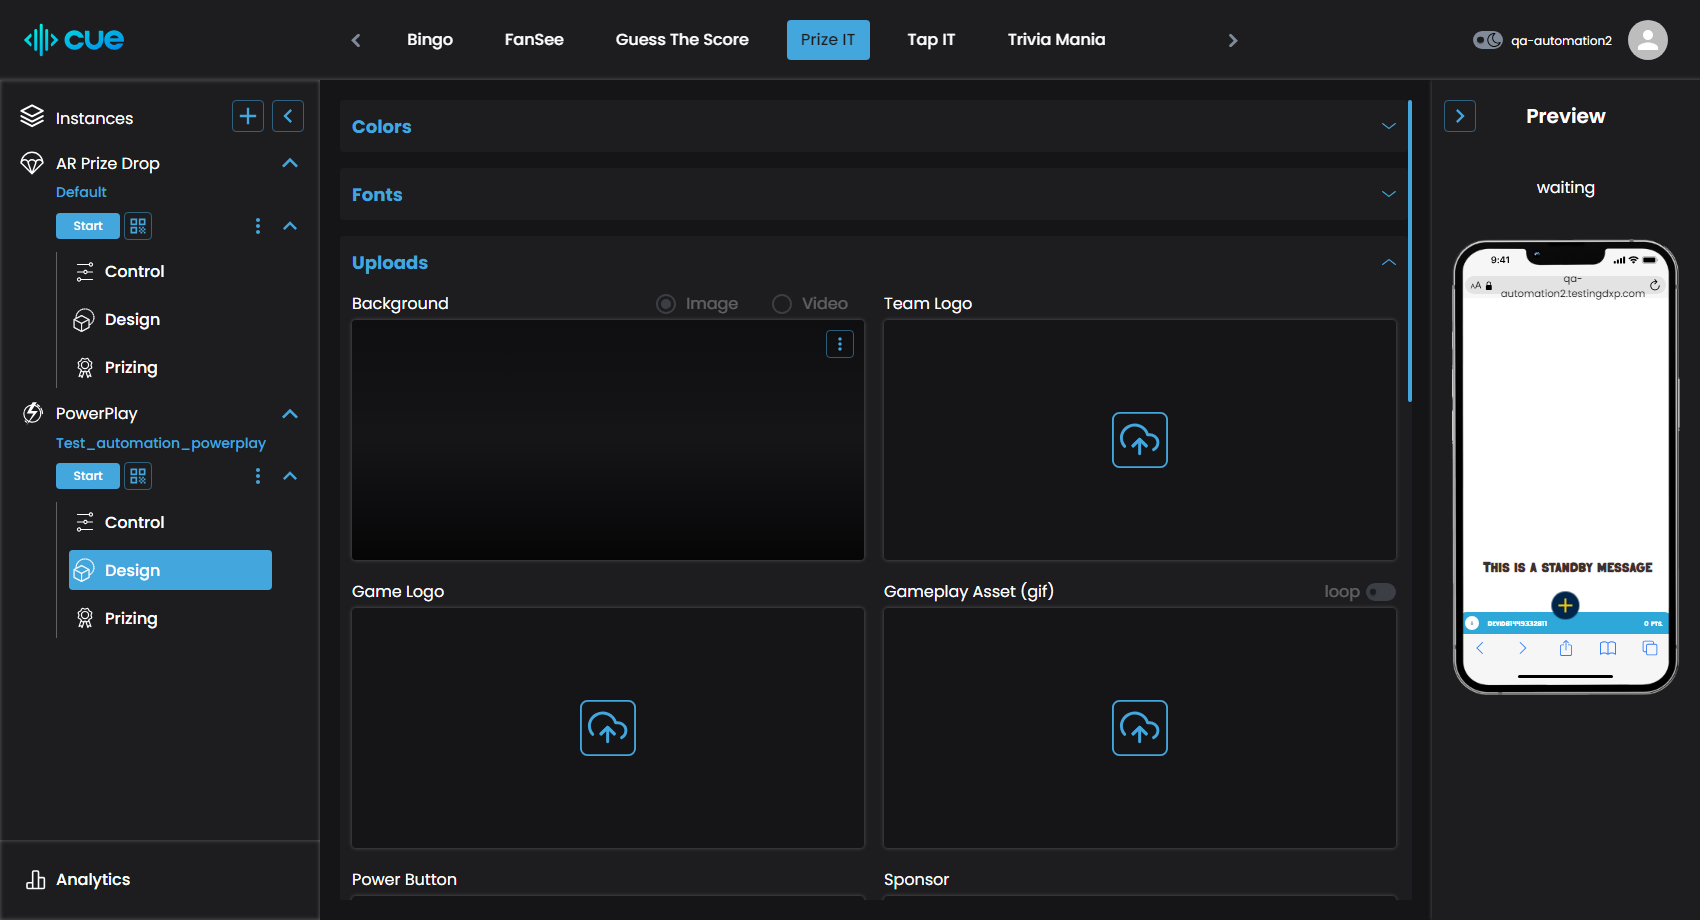 cue
Bingo
FanSee
Guess The Score
Prize IT
Tap IT
Trivia Mania
qa-automation2
Instances
AR Prize Drop
Default
Start
Control
Design
Prizing
PowerPlay
Test_automation_powerplay
Start
Control
Design
Prizing
Analytics
Colors
Fonts
Uploads
Background
Image
Video
Team Logo
Game Logo
Gameplay Asset (gif)
loop
Power Button
Sponsor
Preview
waiting
9:41
AA
qa-
automation2.testingdxp.com
This is a standby message
0 PTS.